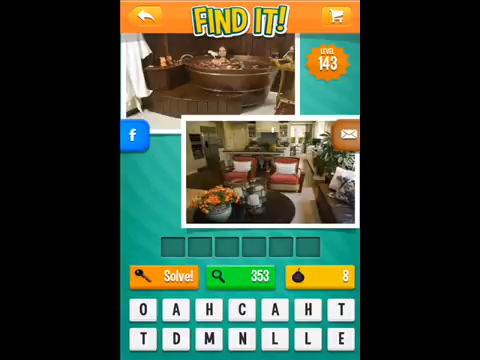 FIND IT!
LEVEL
143
f
Solve!
353
8
O A H C A H T
T D M N L L E